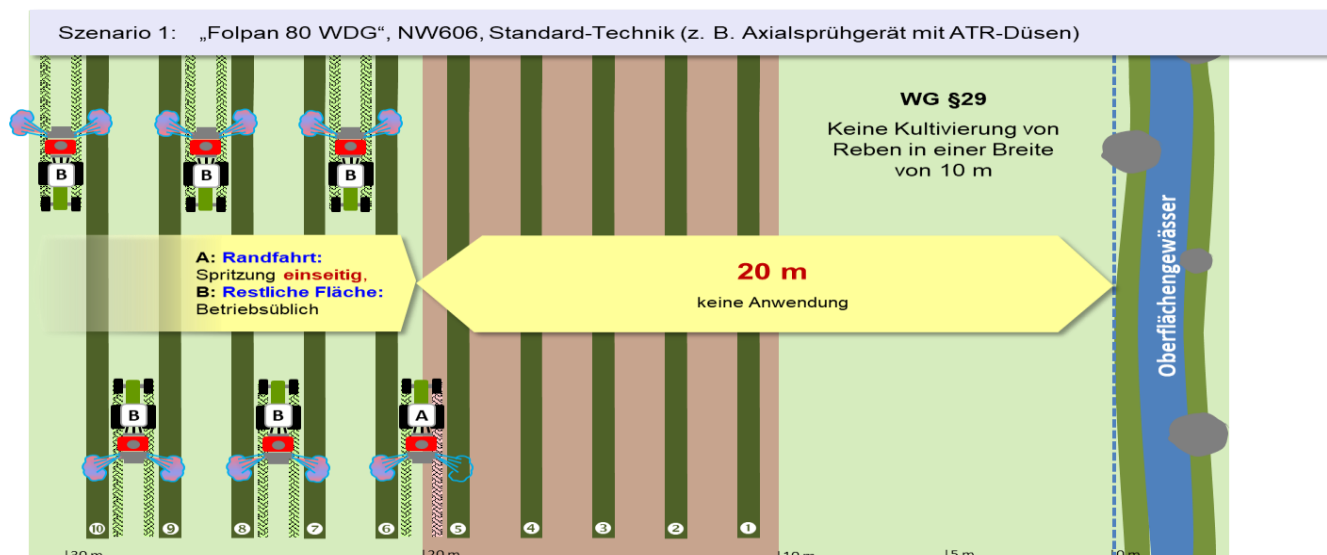 Szenario 1: „Folpan 80 WDG“, NW606, Standard-Technik (z. B. Axialsprühgerät mit ATR-Düsen)
WG §29
Keine Kultivierung von
Reben in einer Breite
von 10 m
B
B
B
A: Randfahrt:
Spritzung einseitig,
B: Restliche Fläche:
Betriebsüblich
20 m
keine Anwendung
Oberflächengewässer
B
B
A
10 9 8 7 6 5 4 3 2 1
30 m 20 m 10 m 5 m 0 m